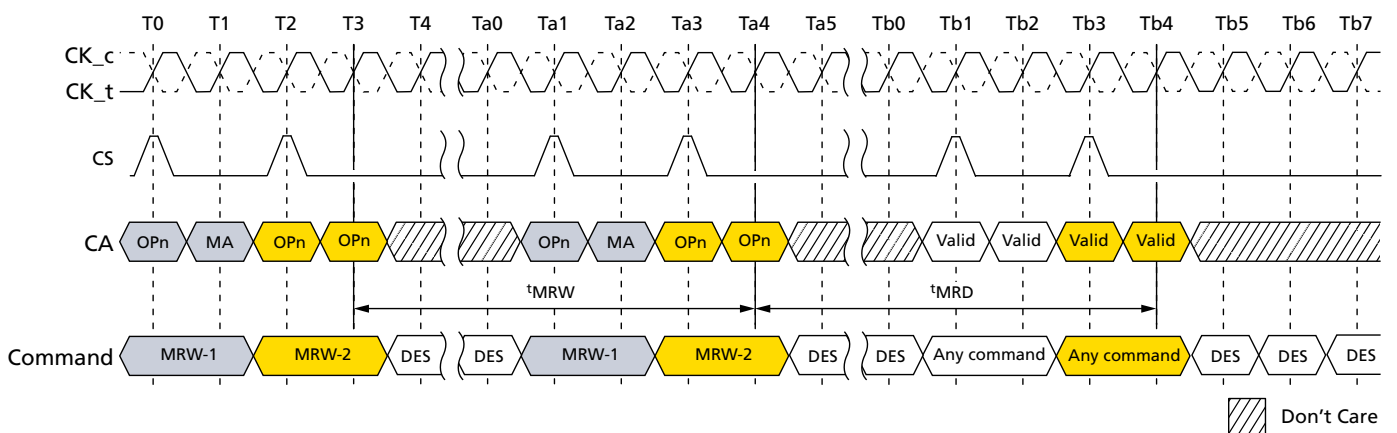 T0 T1 T2 T3 T4 Ta0 Ta1 Ta2 Ta3 Ta4 Ta5 Tb0 Tb1 Tb2 Tb3 Tb4 Tb5 Tb6 Tb7
CK_c
CK_t
CS
CA OPn MA OPn OPn OPn MA OPn OPn Valid Valid Valid Valid
tMRW tMRD
Command MRW-1 MRW-2 DES DES MRW-1 MRW-2 DES DES Any command Any command DES DES DES
Don't Care